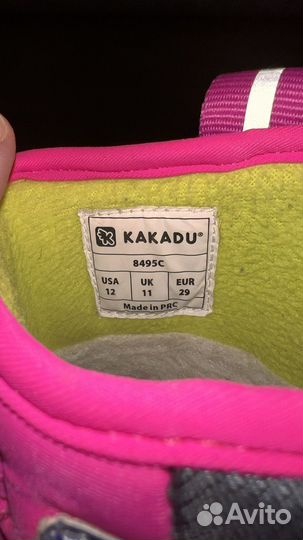 KAKADU®
8495C
USA UK EUR
12 11 29
Made in PRC
Avito